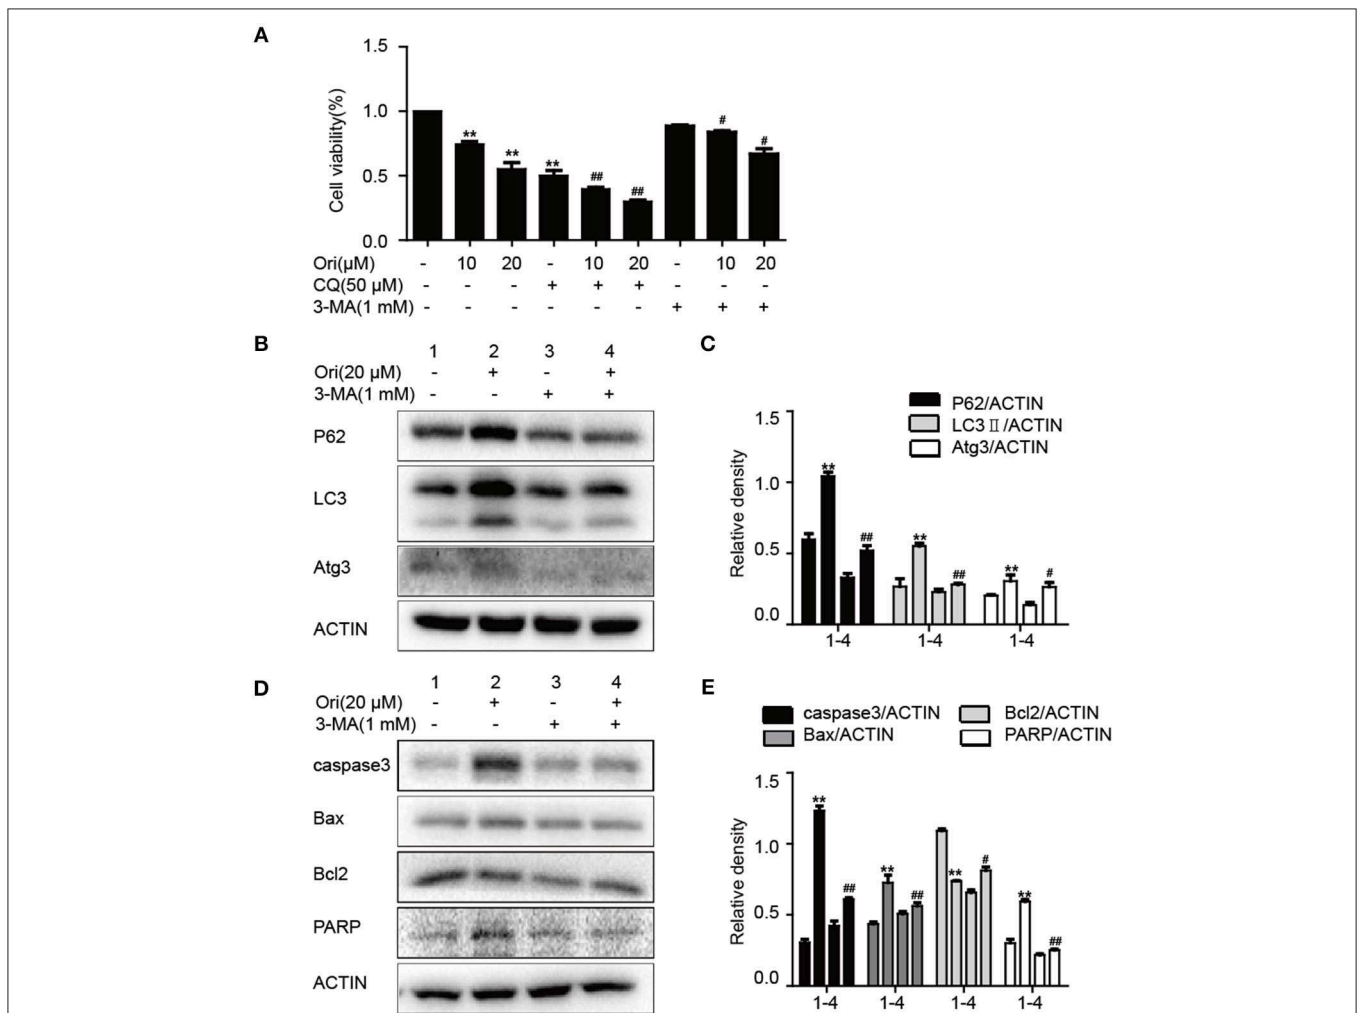 A
1.5
1.0
0.5
0.0
Cell viability(%)
** ** ** ## ## # #
Ori(μM) - 10 20 - 10 20 - 10 20
CQ(50 μM) - - - + + + - - -
3-MA(1 mM) - - - - - - + + +
B
1 2 3 4
Ori(20 μM) - + - +
3-MA(1 mM) - - + +
P62
LC3
Atg3
ACTIN
C
P62/ACTIN
LC3 Ⅱ/ACTIN
Atg3/ACTIN
1.5
1.0
0.5
0.0
Relative density
** ## ** ## ** #
1-4 1-4 1-4
D
1 2 3 4
Ori(20 μM) - + - +
3-MA(1 mM) - - + +
caspase3
Bax
Bcl2
PARP
ACTIN
E
caspase3/ACTIN Bcl2/ACTIN
Bax/ACTIN PARP/ACTIN
1.5
1.0
0.5
0.0
Relative density
** ## ** ## ** # ** ##
1-4 1-4 1-4 1-4